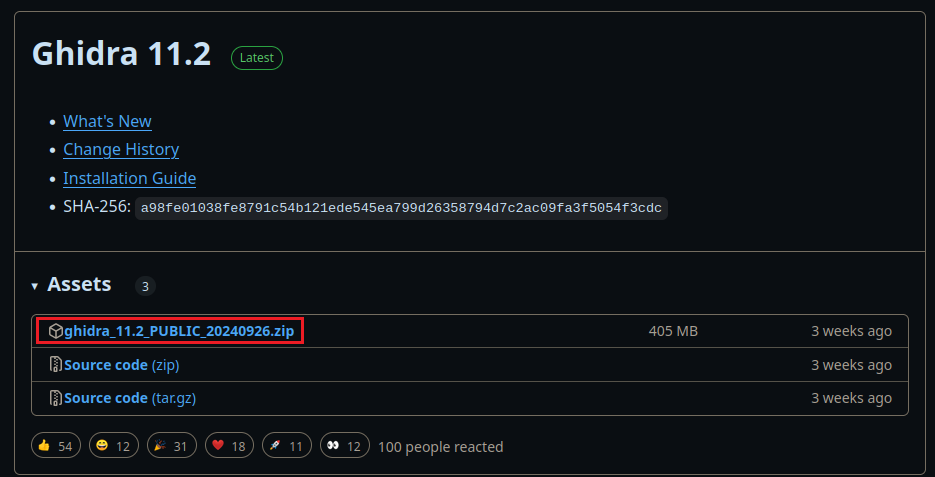 Ghidra 11.2 Latest
What's New
Change History
Installation Guide
SHA-256: a98fe01038fe8791c54b121ede545ea799d26358794d7c2ac09fa3f5054f3cdc
Assets 3
ghidra_11.2_PUBLIC_20240926.zip 405 MB 3 weeks ago
Source code (zip) 3 weeks ago
Source code (tar.gz) 3 weeks ago
👍 54 😄 12 🎉 31 ❤️ 18 🚀 11 👀 12 100 people reacted